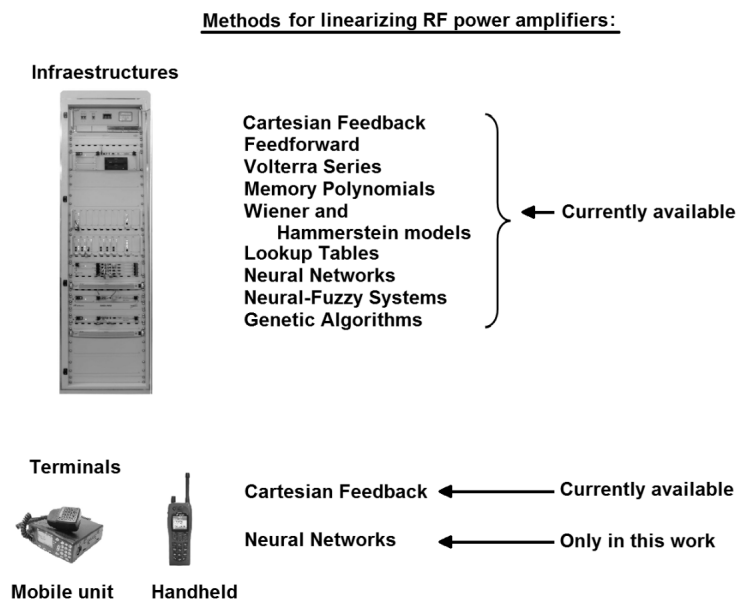 Methods for linearizing RF power amplifiers:
Infraestructures
Cartesian Feedback
Feedforward
Volterra Series
Memory Polynomials
Wiener and
Hammerstein models
Lookup Tables
Neural Networks
Neural-Fuzzy Systems
Genetic Algorithms
Currently available
Terminals
Cartesian Feedback
Currently available
Neural Networks
Only in this work
Mobile unit
Handheld